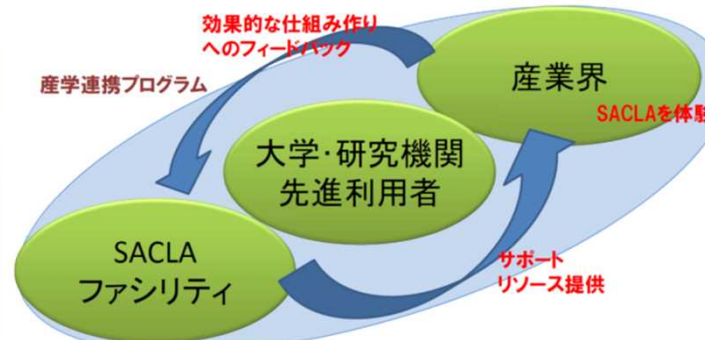 効果的な仕組み作り
へのフィードバック
産学連携プログラム
産業界
SACLAを体験
大学・研究機関
先進利用者
SACLA
ファシリティ
サポート
リソース提供